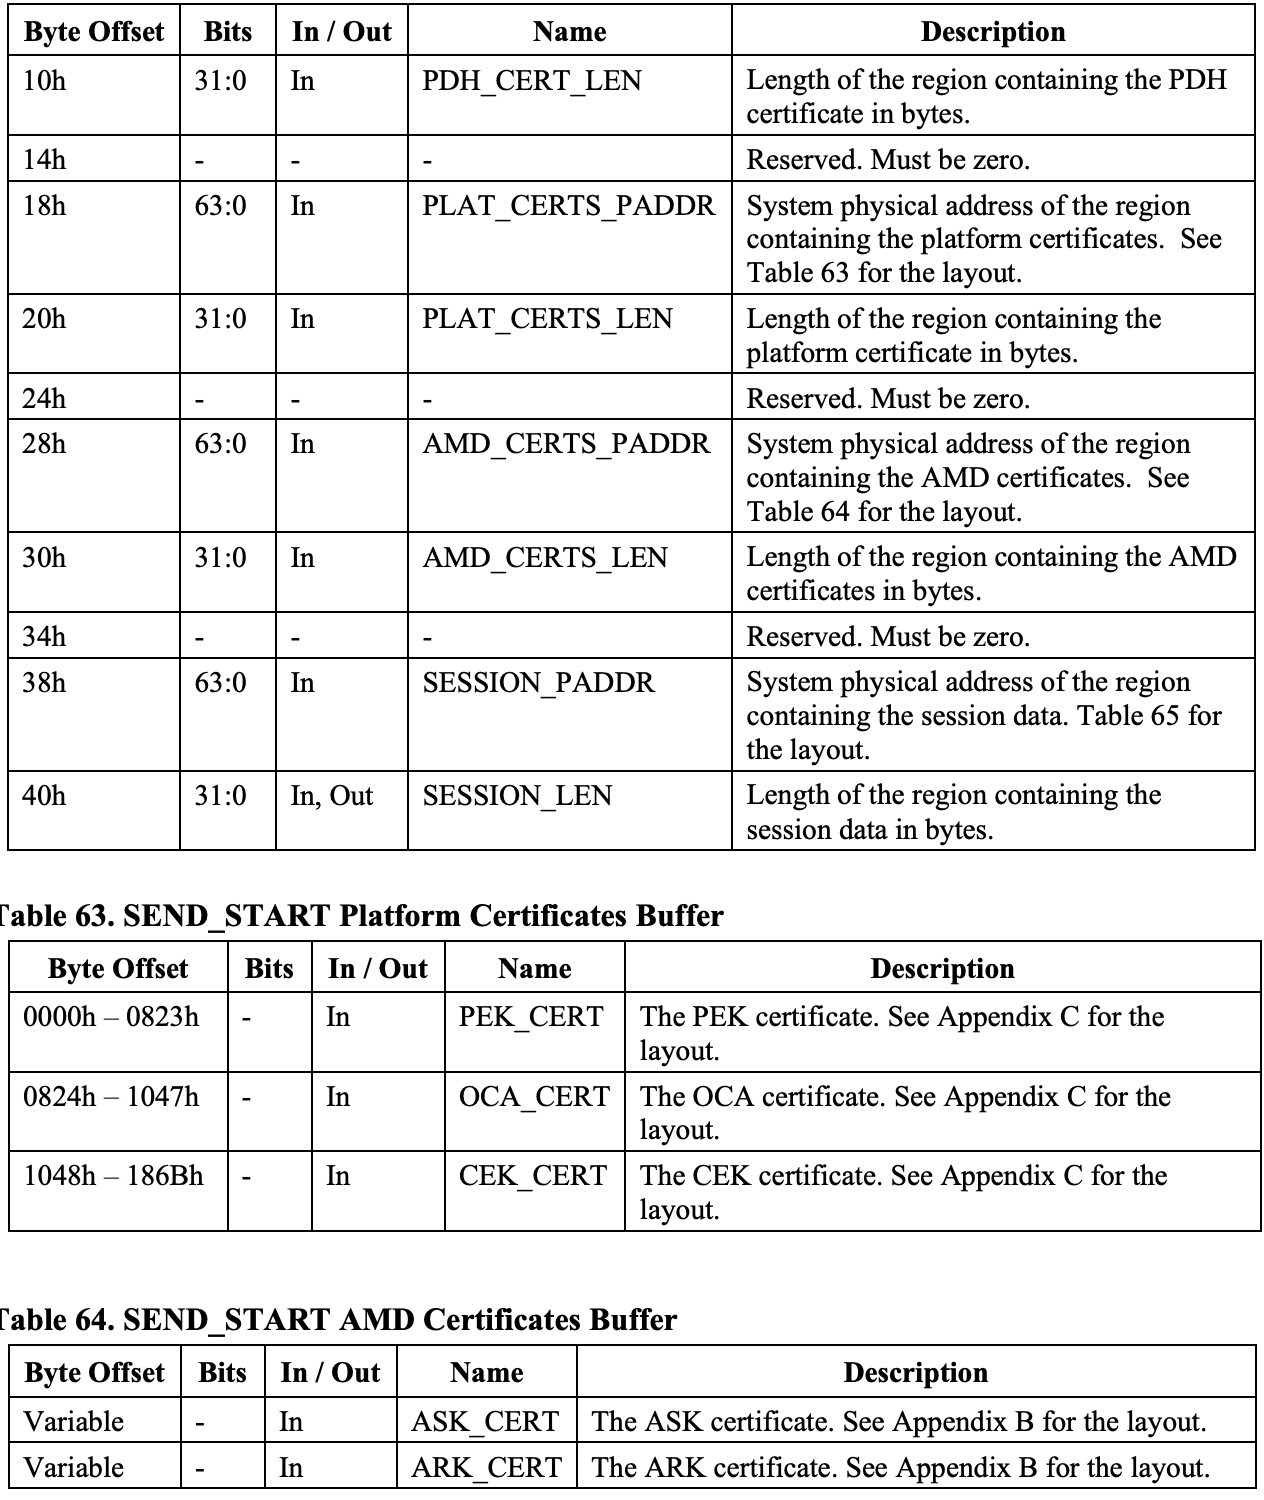 Byte Offset Bits In / Out Name Description
10h 31:0 In PDH_CERT_LEN Length of the region containing the PDH
certificate in bytes.
14h - - - Reserved. Must be zero.
18h 63:0 In PLAT_CERTS_PADDR System physical address of the region
containing the platform certificates. See
Table 63 for the layout.
20h 31:0 In PLAT_CERTS_LEN Length of the region containing the
platform certificate in bytes.
24h - - - Reserved. Must be zero.
28h 63:0 In AMD_CERTS_PADDR System physical address of the region
containing the AMD certificates. See
Table 64 for the layout.
30h 31:0 In AMD_CERTS_LEN Length of the region containing the AMD
certificates in bytes.
34h - - - Reserved. Must be zero.
38h 63:0 In SESSION_PADDR System physical address of the region
containing the session data. Table 65 for
the layout.
40h 31:0 In, Out SESSION_LEN Length of the region containing the
session data in bytes.
Table 63. SEND_START Platform Certificates Buffer
Byte Offset Bits In / Out Name Description
0000h – 0823h - In PEK_CERT The PEK certificate. See Appendix C for the
layout.
0824h – 1047h - In OCA_CERT The OCA certificate. See Appendix C for the
layout.
1048h – 186Bh - In CEK_CERT The CEK certificate. See Appendix C for the
layout.
Table 64. SEND_START AMD Certificates Buffer
Byte Offset Bits In / Out Name Description
Variable - In ASK_CERT The ASK certificate. See Appendix B for the layout.
Variable - In ARK_CERT The ARK certificate. See Appendix B for the layout.